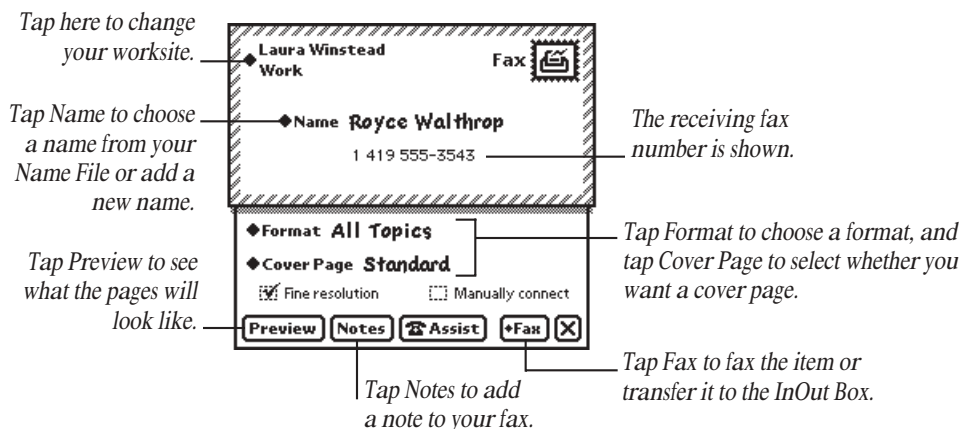 Tap here to change
your worksite.
Laura Winstead
Work
Fax
Tap Name to choose
a name from your
Name File or add a
new name.
◆Name Royce Walthrop
1 419 555-3543
The receiving fax
number is shown.
◆Format All Topics
◆Cover Page Standard
Tap Format to choose a format, and
tap Cover Page to select whether you
want a cover page.
Tap Preview to see
what the pages will
look like.
Fine resolution
Manually connect
Preview Notes ☎Assist ◆Fax X
Tap Notes to add
a note to your fax.
Tap Fax to fax the item or
transfer it to the InOut Box.